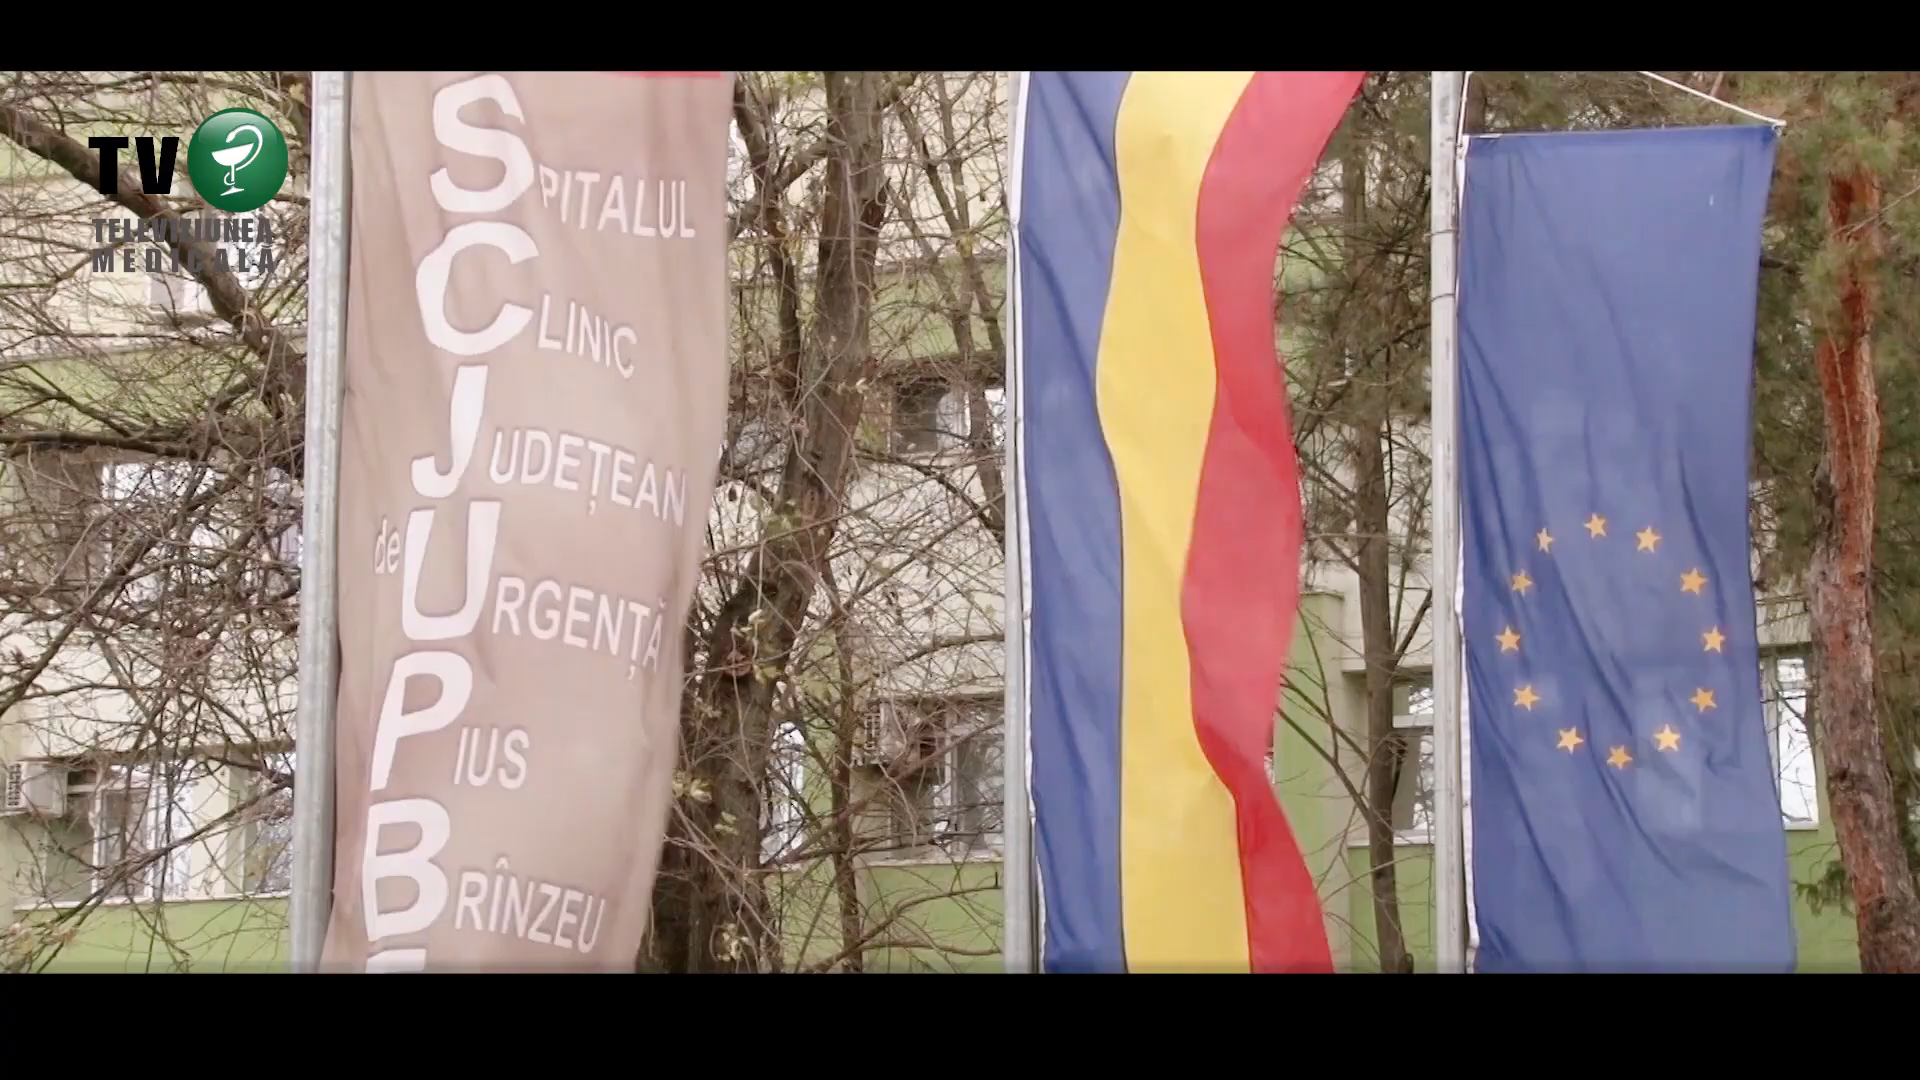 TV
TELEVIZIUNEA
MEDICALĂ
SPITALUL
CLINIC
JUDEȚEAN
de URGENȚĂ
PIUS
BRÎNZEU